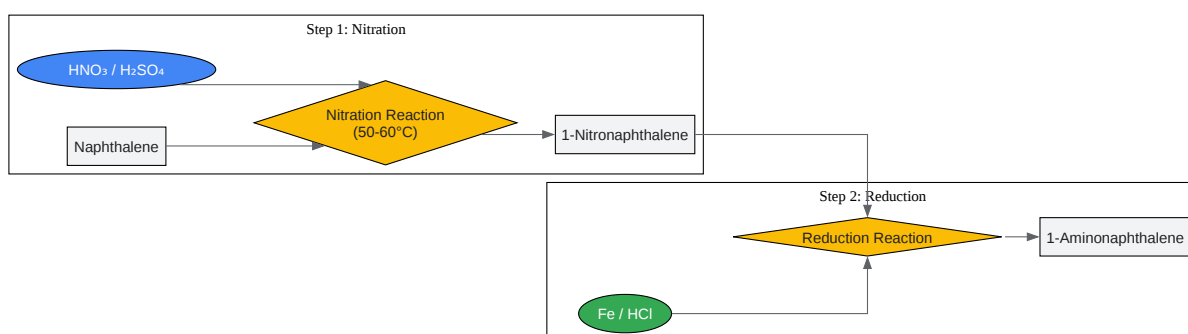 Step 1: Nitration
HNO₃ / H₂SO₄
Nitration Reaction
(50-60°C)
Naphthalene
1-Nitronaphthalene
Step 2: Reduction
Reduction Reaction
1-Aminonaphthalene
Fe / HCl